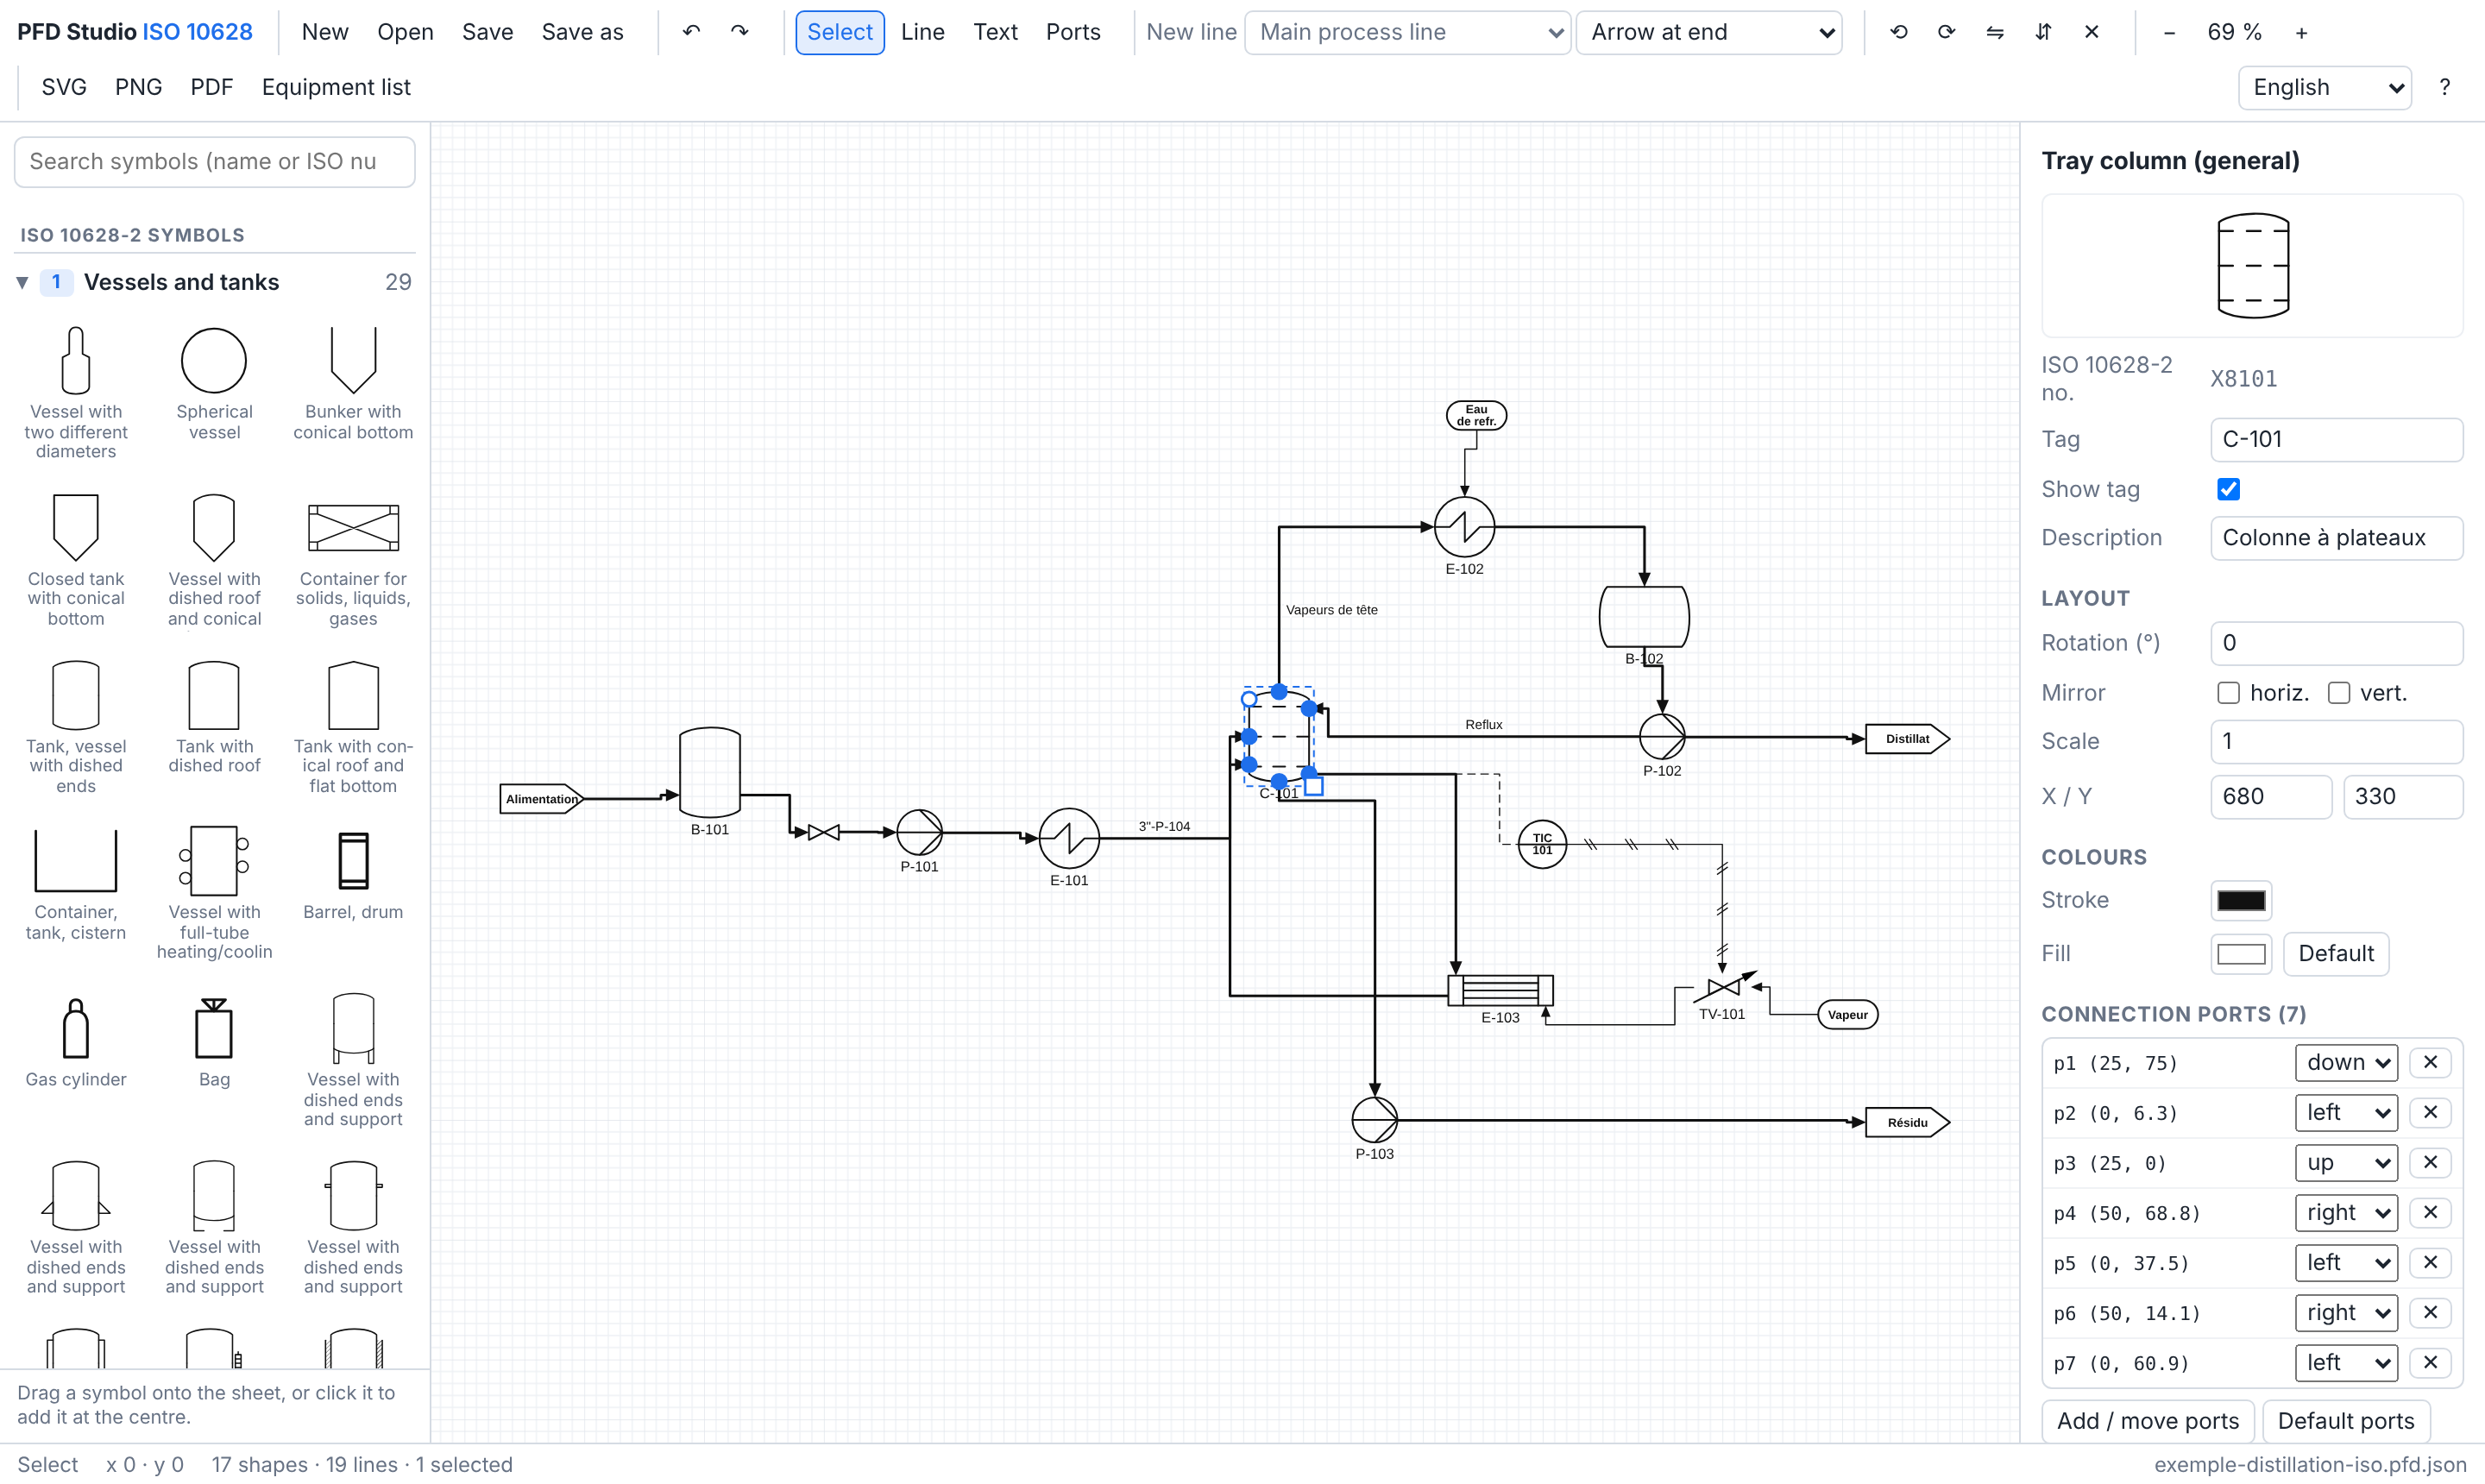 PFD Studio ISO 10628
New
Open
Save
Save as
Select
Line
Text
Ports
New line
Main process line
Arrow at end
69 %
SVG
PNG
PDF
Equipment list
English
?
Search symbols (name or ISO nu
ISO 10628-2 SYMBOLS
1 Vessels and tanks 29
Vessel with
two different
diameters
Spherical
vessel
Bunker with
conical bottom
Closed tank
with conical
bottom
Vessel with
dished roof
and conical
Container for
solids, liquids,
gases
Tank, vessel
with dished
ends
Tank with
dished roof
Tank with con-
ical roof and
flat bottom
Container,
tank, cistern
Vessel with
full-tube
heating/coolin
Barrel, drum
Gas cylinder
Bag
Vessel with
dished ends
and support
Vessel with
dished ends
and support
Vessel with
dished ends
and support
Vessel with
dished ends
and support
Drag a symbol onto the sheet, or click it to
add it at the centre.
Eau
de refr.
E-102
Vapeurs de tête
B-102
Reflux
P-102
Distillat
C-101
Alimentation
B-101
P-101
E-101
3"-P-104
TIC
101
E-103
TV-101
Vapeur
P-103
Résidu
Tray column (general)
ISO 10628-2
no.
X8101
Tag
C-101
Show tag
Description
Colonne à plateaux
LAYOUT
Rotation (°)
0
Mirror
horiz.
vert.
Scale
1
X / Y
680
330
COLOURS
Stroke
Fill
Default
CONNECTION PORTS (7)
p1 (25, 75) down
p2 (0, 6.3) left
p3 (25, 0) up
p4 (50, 68.8) right
p5 (0, 37.5) left
p6 (50, 14.1) right
p7 (0, 60.9) left
Add / move ports
Default ports
Select
x 0 · y 0
17 shapes · 19 lines · 1 selected
exemple-distillation-iso.pfd.json